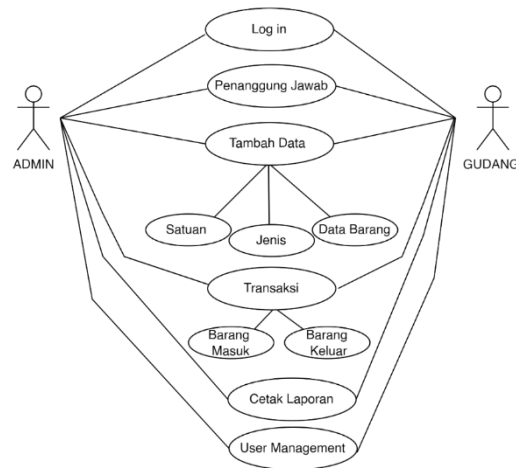 Log in
Penanggung Jawab
ADMIN
Tambah Data
GUDANG
Satuan
Jenis
Data Barang
Transaksi
Barang
Masuk
Barang
Keluar
Cetak Laporan
User Management